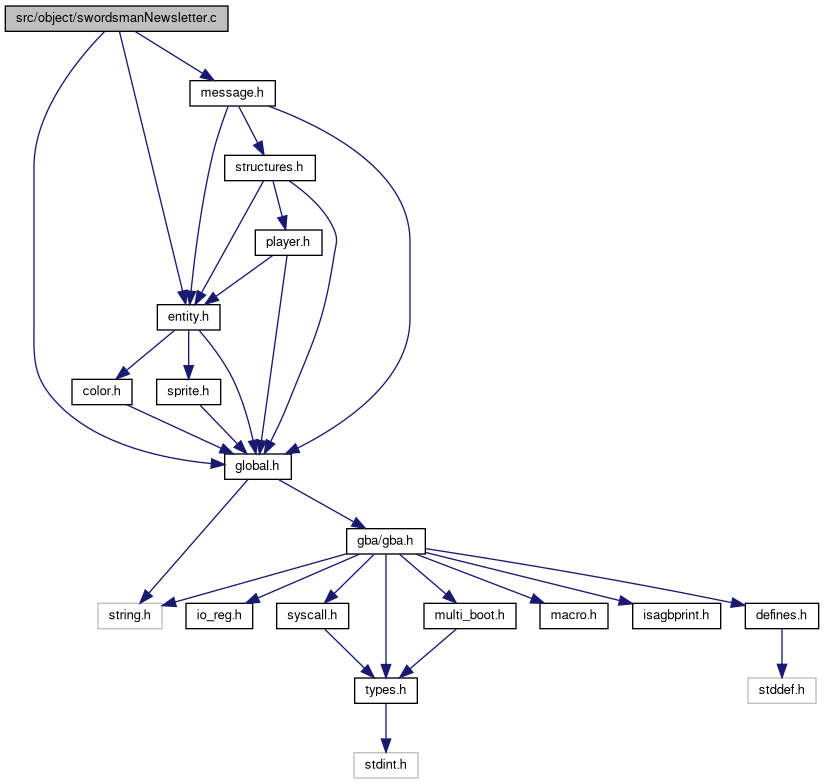 src/object/swordsmanNewsletter.c
message.h
structures.h
player.h
entity.h
color.h
sprite.h
global.h
gba/gba.h
string.h
io_reg.h
syscall.h
multi_boot.h
macro.h
isagbprint.h
defines.h
types.h
stddef.h
stdint.h